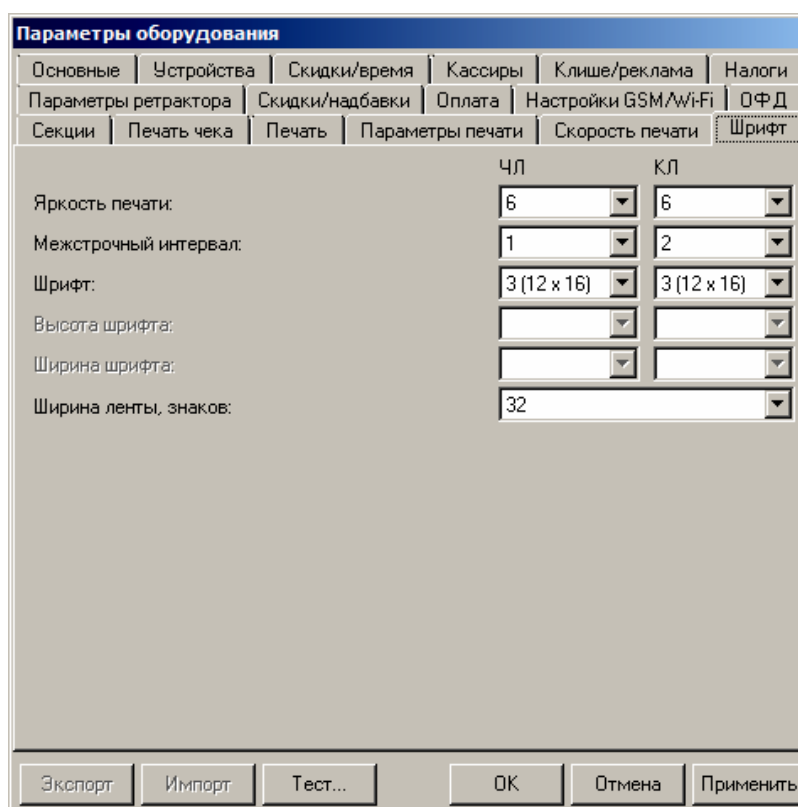 Параметры оборудования
Основные Устройства Скидки/время Кассиры Клише/реклама Налоги
Параметры ретрактора Скидки/надбавки Оплата Настройки GSM/Wi-Fi ОФД
Секции Печать чека Печать Параметры печати Скорость печати Шрифт
ЧЛ КЛ
Яркость печати: 6 6
Межстрочный интервал: 1 2
Шрифт: 3 (12 x 16) 3 (12 x 16)
Высота шрифта:
Ширина шрифта:
Ширина ленты, знаков: 32
Экспорт Импорт Тест... OK Отмена Применить